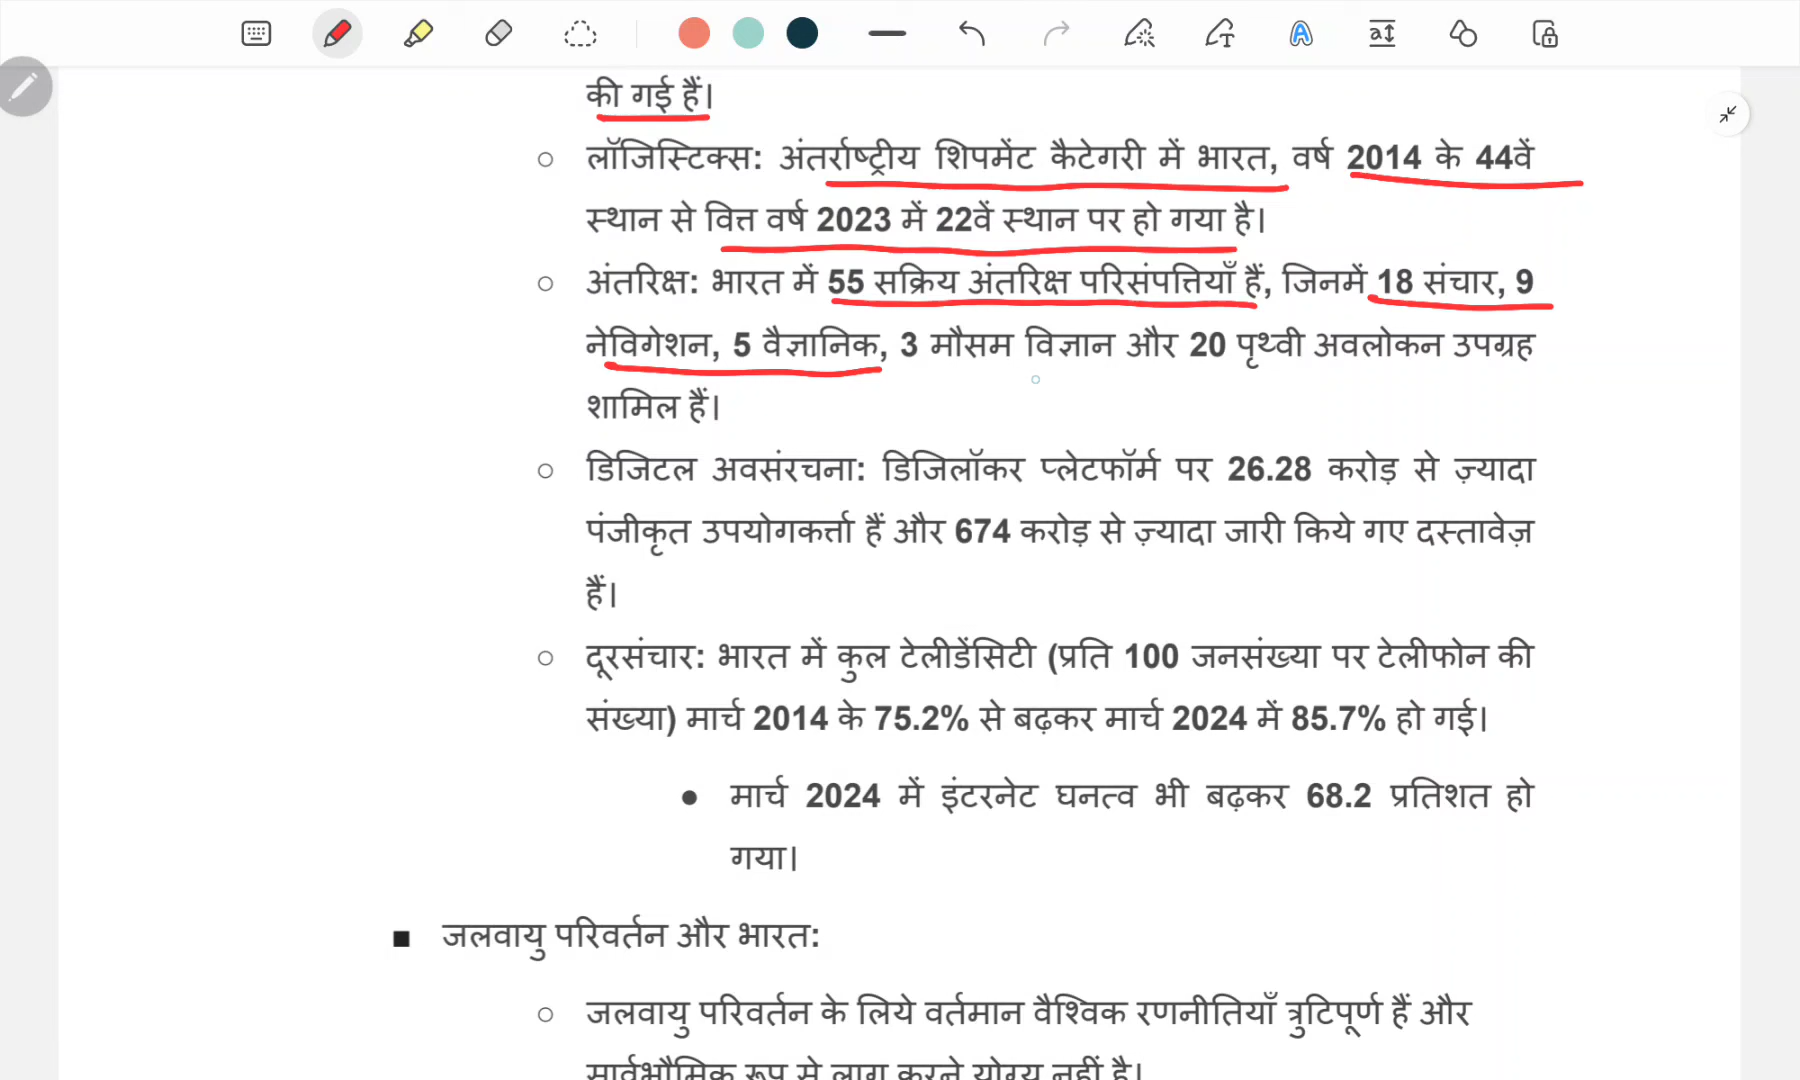 की गई हैं।
लॉजिस्टिक्स: अंतर्राष्ट्रीय शिपमेंट कैटेगरी में भारत, वर्ष 2014 के 44वें
स्थान से वित्त वर्ष 2023 में 22वें स्थान पर हो गया है।
अंतरिक्ष: भारत में 55 सक्रिय अंतरिक्ष परिसंपत्तियाँ हैं, जिनमें 18 संचार, 9
नेविगेशन, 5 वैज्ञानिक, 3 मौसम विज्ञान और 20 पृथ्वी अवलोकन उपग्रह
शामिल हैं।
डिजिटल अवसंरचना: डिजिलॉकर प्लेटफॉर्म पर 26.28 करोड़ से ज़्यादा
पंजीकृत उपयोगकर्त्ता हैं और 674 करोड़ से ज़्यादा जारी किये गए दस्तावेज़
हैं।
दूरसंचार: भारत में कुल टेलीडेंसिटी (प्रति 100 जनसंख्या पर टेलीफोन की
संख्या) मार्च 2014 के 75.2% से बढ़कर मार्च 2024 में 85.7% हो गई।
मार्च 2024 में इंटरनेट घनत्व भी बढ़कर 68.2 प्रतिशत हो
गया।
जलवायु परिवर्तन और भारत:
जलवायु परिवर्तन के लिये वर्तमान वैश्विक रणनीतियाँ त्रुटिपूर्ण हैं और
सार्वभौमिक रूप से लागू करने योग्य नहीं है।